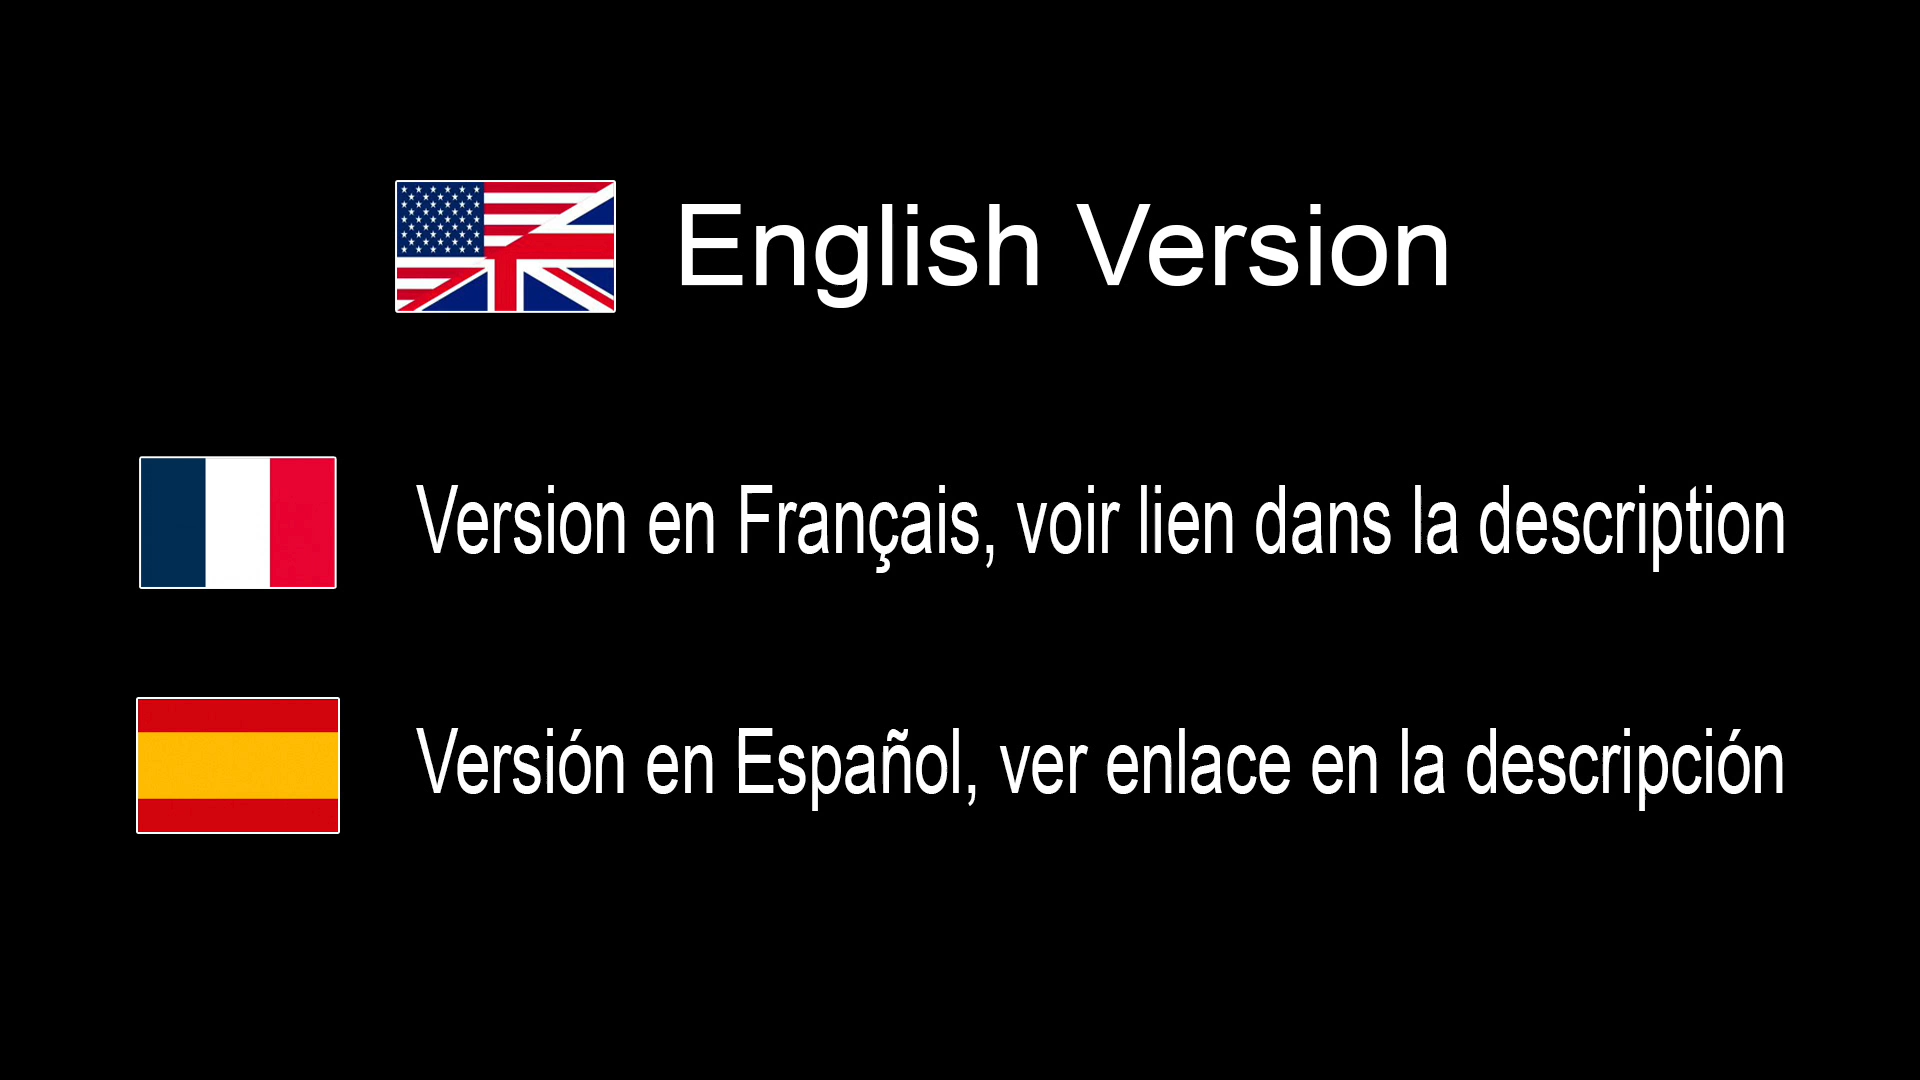 English Version
Version en Français, voir lien dans la description
Versión en Español, ver enlace en la descripción